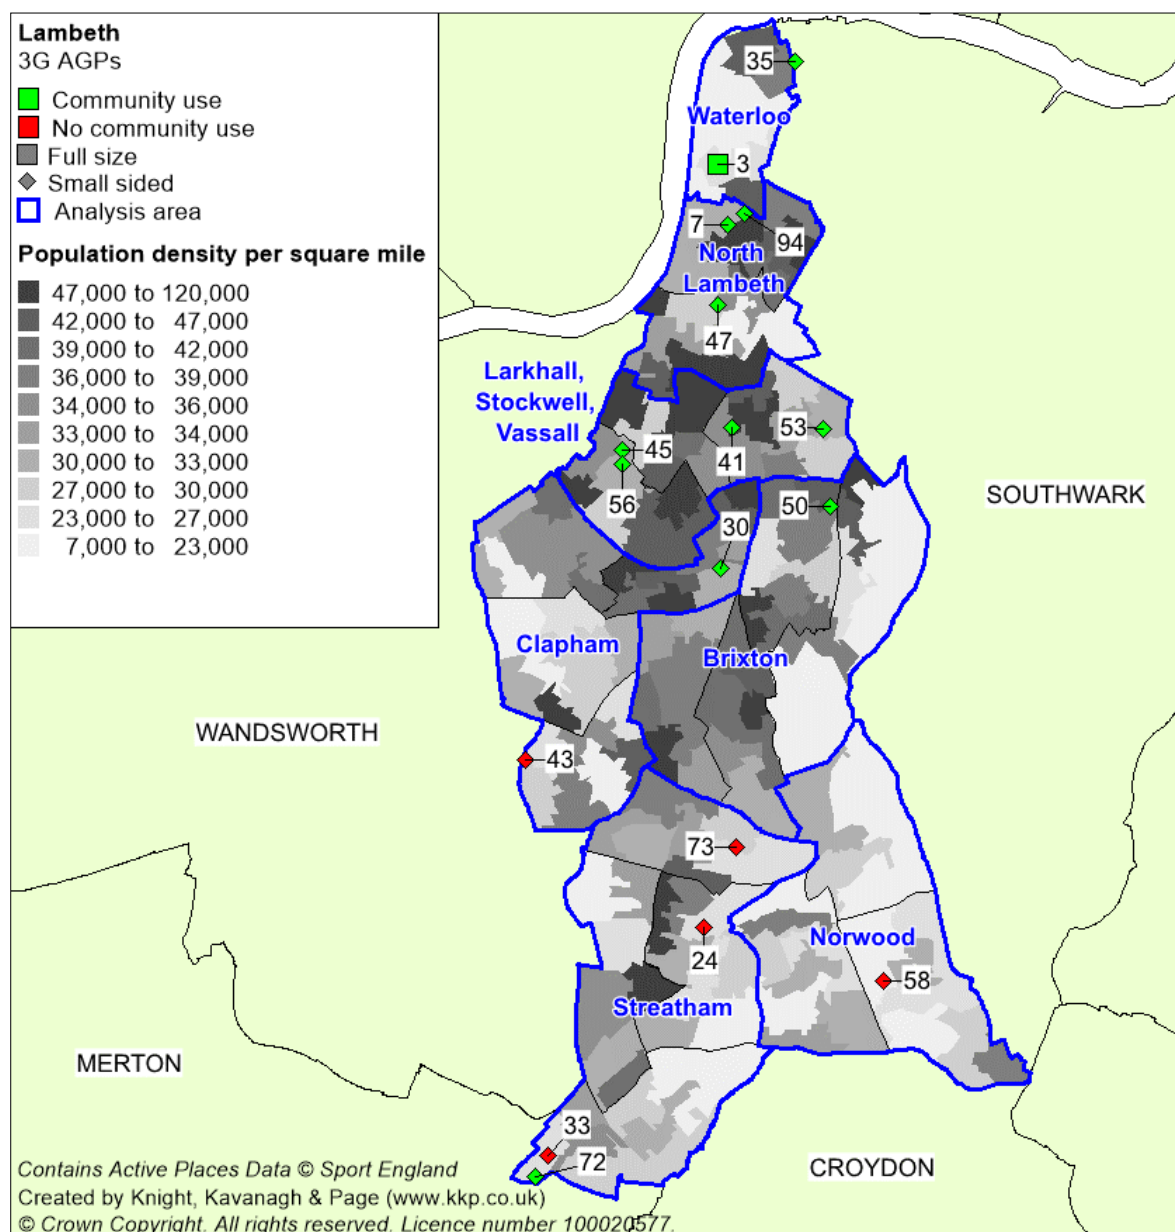 Lambeth
3G AGPs
Community use
No community use
Full size
Small sided
Analysis area
Population density per square mile
47,000 to 120,000
42,000 to 47,000
39,000 to 42,000
36,000 to 39,000
34,000 to 36,000
33,000 to 34,000
30,000 to 33,000
27,000 to 30,000
23,000 to 27,000
7,000 to 23,000
35
Waterloo
3
7
94
North
Lambeth
47
Larkhall,
Stockwell,
Vassall
45
41
53
56
50
30
SOUTHWARK
Clapham
Brixton
WANDSWORTH
43
73
Norwood
24
58
Streatham
MERTON
33
72
CROYDON
Contains Active Places Data © Sport England
Created by Knight, Kavanagh & Page (www.kkp.co.uk)
© Crown Copyright. All rights reserved. Licence number 100020577.